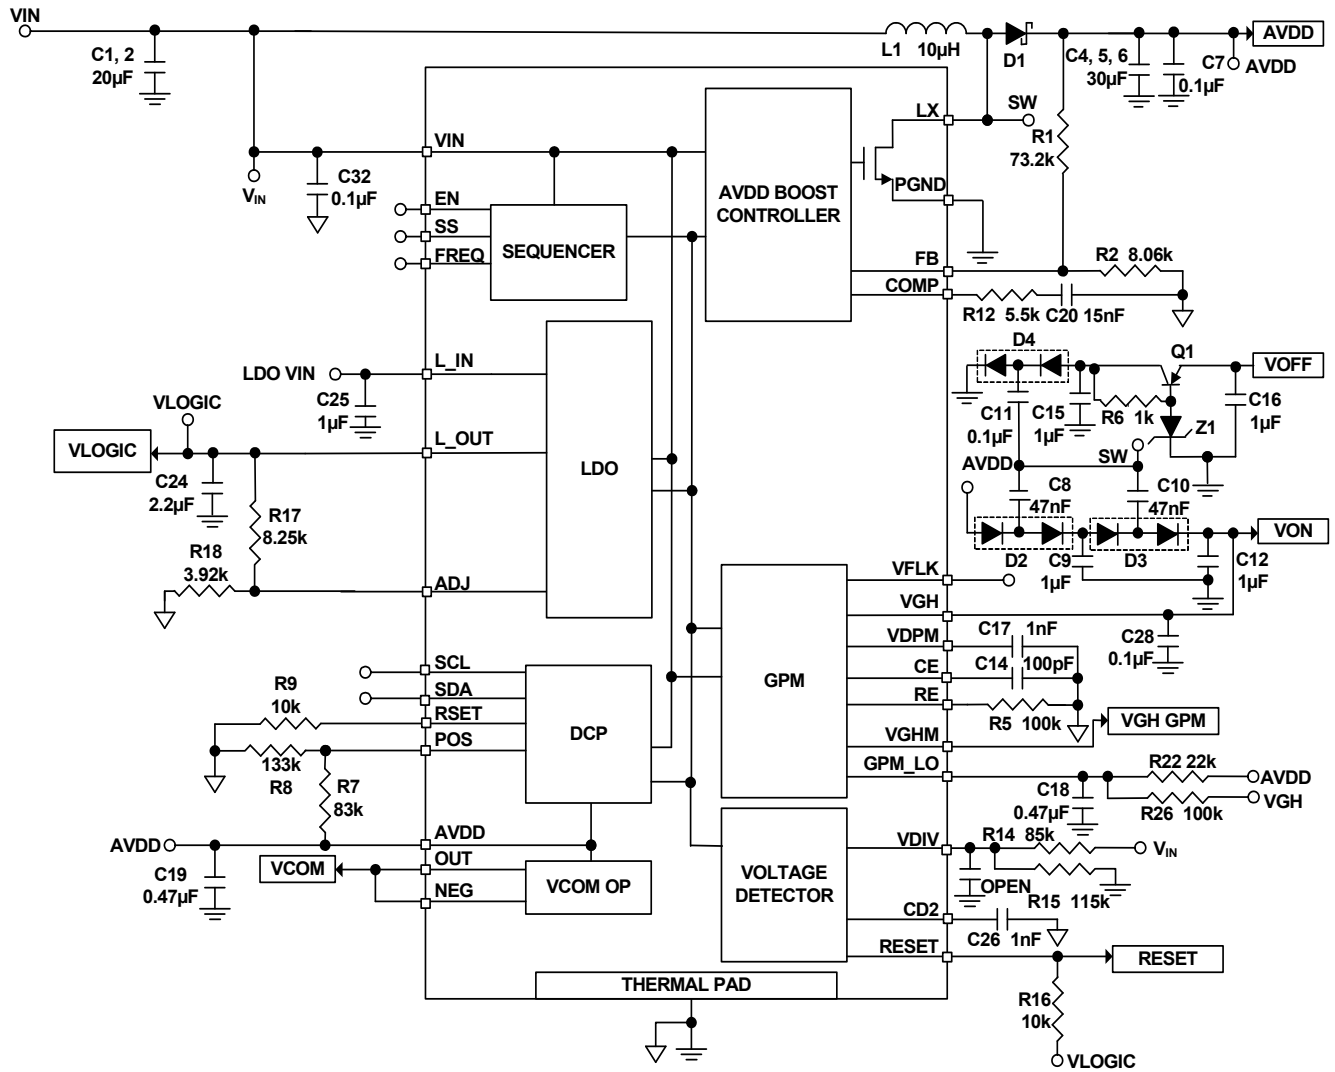 VIN
C1, 2
20µF
L1 10µH
D1
C4, 5, 6
30µF
C7
0.1µF
AVDD
AVDD
LX
SW
R1
73.2k
VIN
V_IN
C32
0.1µF
EN
SS
FREQ
SEQUENCER
AVDD BOOST
CONTROLLER
PGND
FB
R2 8.06k
COMP
R12 5.5k
C20 15nF
D4
Q1
VOFF
L_IN
LDO VIN
C25
1µF
C11
0.1µF
C15
1µF
R6 1k
Z1
C16
1µF
VLOGIC
VLOGIC
L_OUT
LDO
C24
2.2µF
R17
8.25k
R18
3.92k
ADJ
AVDD
SW
C8
47nF
C10
47nF
D2
C9
1µF
D3
VON
C12
1µF
VFLK
VGH
VDPM
CE
RE
VGHM
GPM_LO
GPM
C17 1nF
C14 100pF
R5 100k
C28
0.1µF
VGH GPM
SCL
SDA
RSET
POS
DCP
R9
10k
133k
R8
R7
83k
R22 22k
AVDD
C18
0.47µF
R26 100k
VGH
AVDD
AVDD
C19
0.47µF
VCOM
OUT
NEG
VCOM OP
VOLTAGE
DETECTOR
VDIV
R14 85k
V_IN
OPEN
R15 115k
CD2
C26 1nF
RESET
RESET
THERMAL PAD
R16
10k
VLOGIC